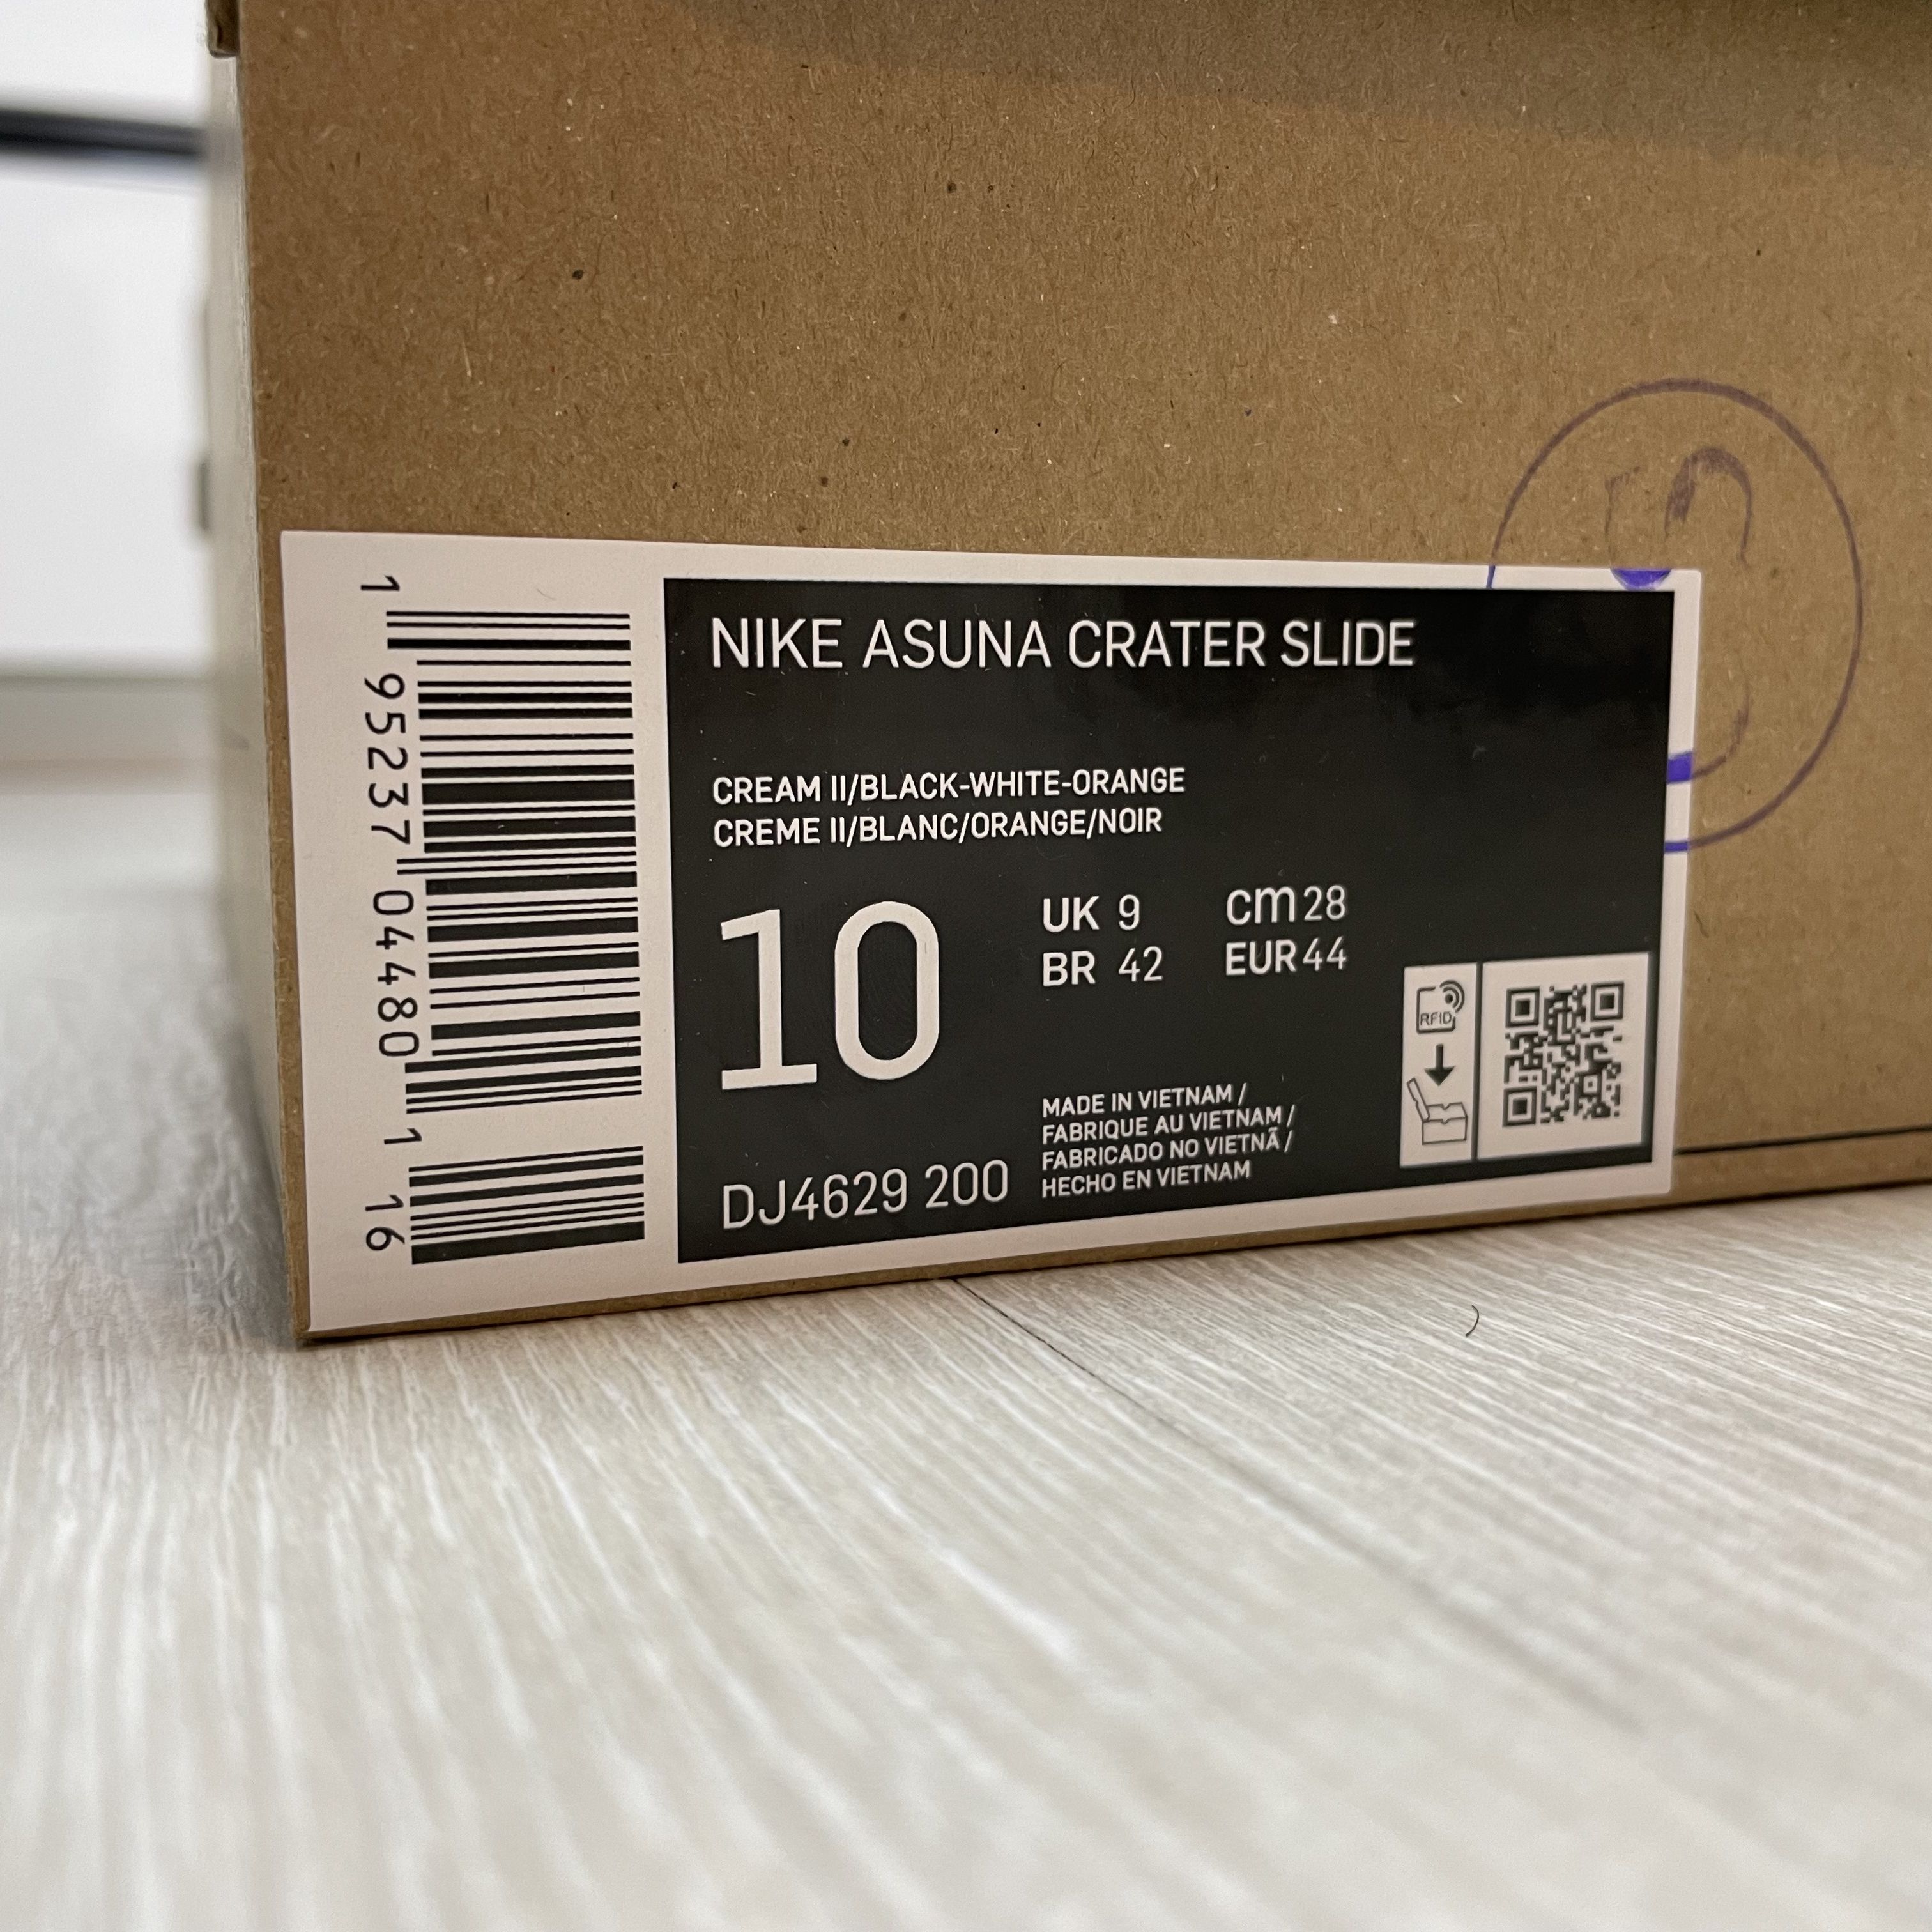 1 95237 04480 1 16
NIKE ASUNA CRATER SLIDE
CREAM II/BLACK-WHITE-ORANGE
CREME II/BLANC/ORANGE/NOIR
10
UK 9 cm 28
BR 42 EUR 44
MADE IN VIETNAM /
FABRIQUE AU VIETNAM /
FABRICADO NO VIETNÃ /
HECHO EN VIETNAM
DJ4629 200
RFID